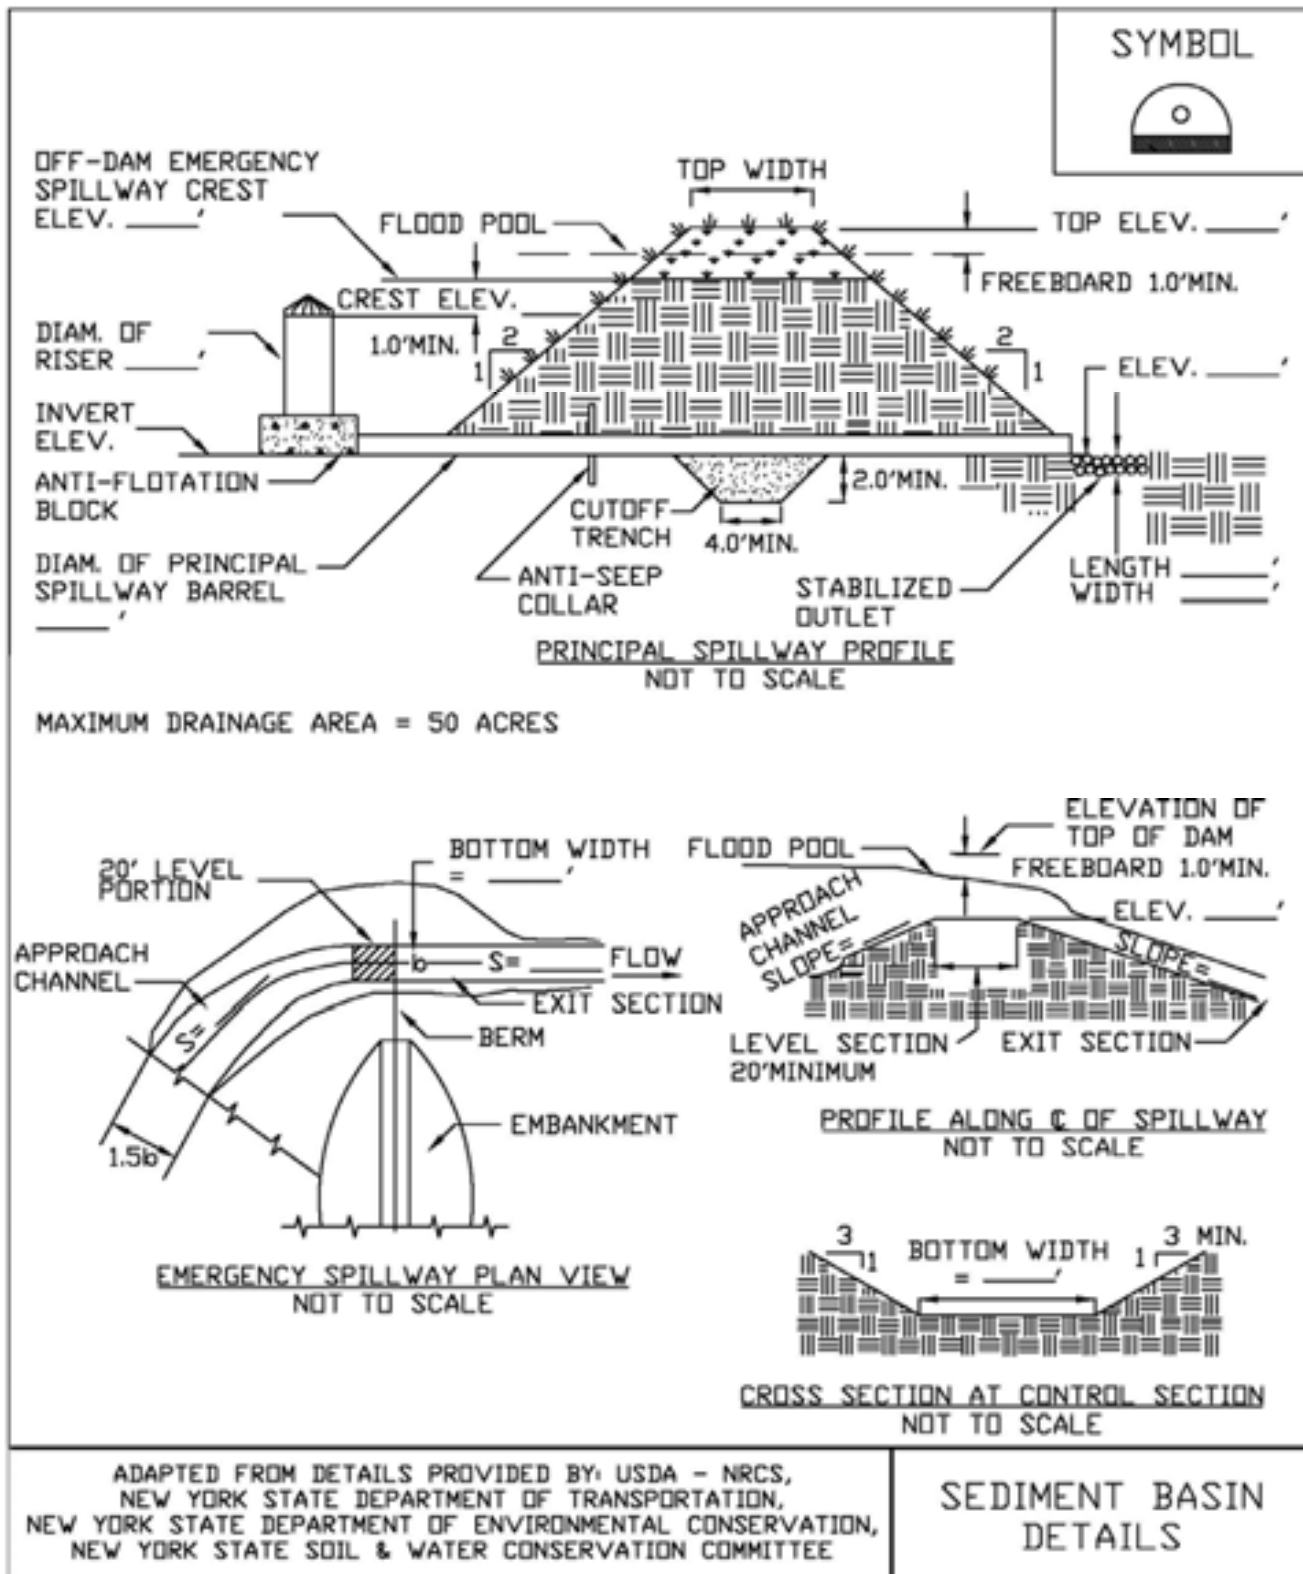 SYMBOL
OFF-DAM EMERGENCY
SPILLWAY CREST
ELEV. ______'
FLOOD POOL
TOP WIDTH
TOP ELEV. ______'
FREEBOARD 1.0'MIN.
CREST ELEV.
1.0'MIN.
DIAM. OF
RISER ______'
2
1
2
1
ELEV. ______'
INVERT
ELEV.
ANTI-FLOTATION
BLOCK
2.0'MIN.
CUTOFF
TRENCH
4.0'MIN.
DIAM. OF PRINCIPAL
SPILLWAY BARREL
______'
ANTI-SEEP
COLLAR
STABILIZED
OUTLET
LENGTH ______'
WIDTH ______'
PRINCIPAL SPILLWAY PROFILE
NOT TO SCALE
MAXIMUM DRAINAGE AREA = 50 ACRES
20' LEVEL
PORTION
BOTTOM WIDTH
= ______'
APPROACH
CHANNEL
S=
b
S= ______
FLOW
EXIT SECTION
BERM
EMBANKMENT
1.5b
EMERGENCY SPILLWAY PLAN VIEW
NOT TO SCALE
ELEVATION OF
TOP OF DAM
FLOOD POOL
FREEBOARD 1.0'MIN.
APPROACH
CHANNEL
SLOPE=
ELEV. ______'
SLOPE=
LEVEL SECTION
20'MINIMUM
EXIT SECTION
PROFILE ALONG ℄ OF SPILLWAY
NOT TO SCALE
3
1
BOTTOM WIDTH
= ______'
3 MIN.
1
CROSS SECTION AT CONTROL SECTION
NOT TO SCALE
ADAPTED FROM DETAILS PROVIDED BY: USDA - NRCS,
NEW YORK STATE DEPARTMENT OF TRANSPORTATION,
NEW YORK STATE DEPARTMENT OF ENVIRONMENTAL CONSERVATION,
NEW YORK STATE SOIL & WATER CONSERVATION COMMITTEE
SEDIMENT BASIN
DETAILS